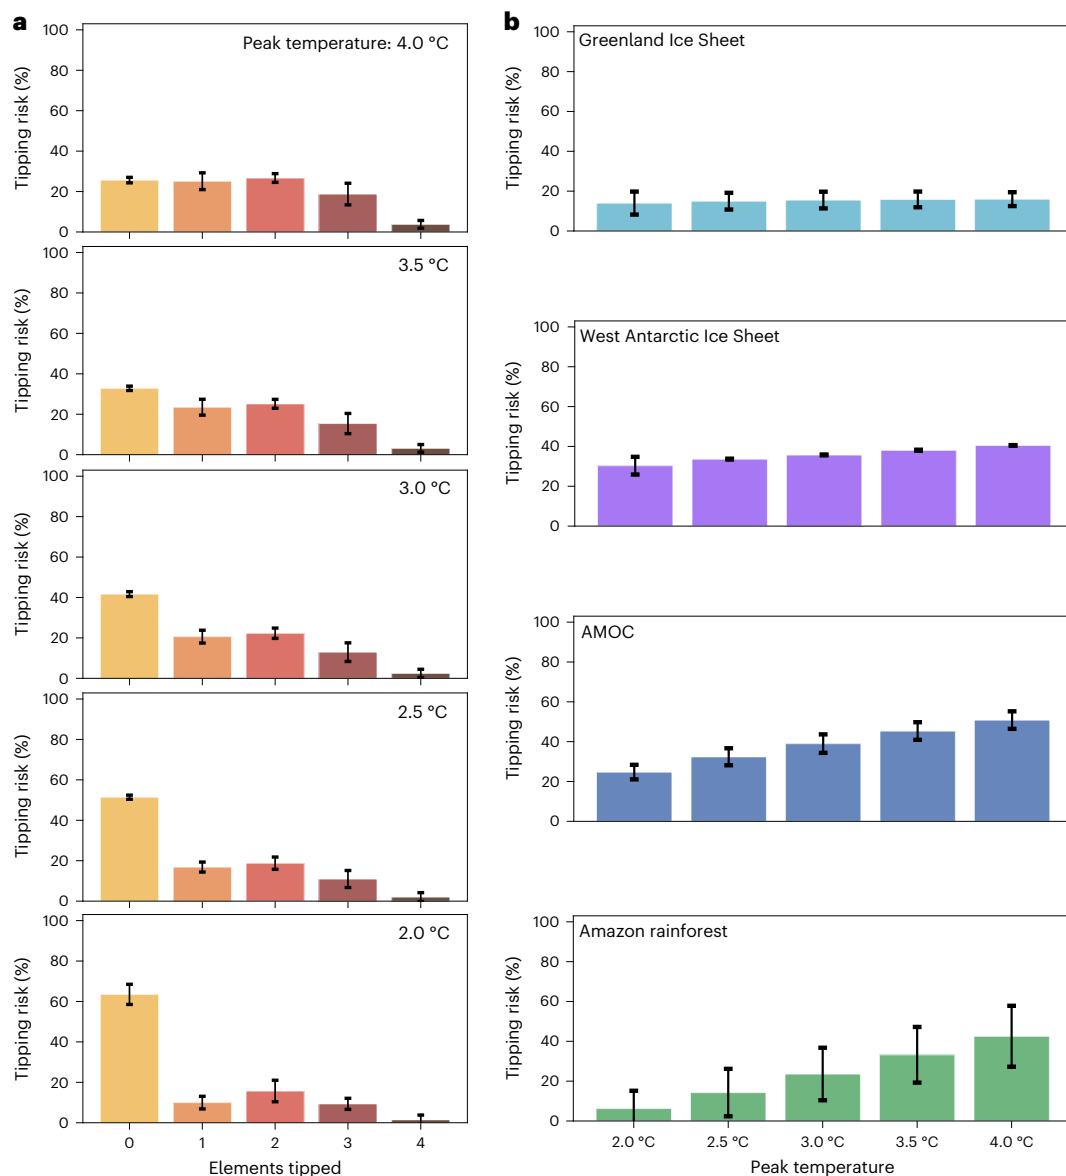 a
Peak temperature: 4.0 °C
Tipping risk (%)
100
80
60
40
20
0
3.5 °C
Tipping risk (%)
100
80
60
40
20
0
3.0 °C
Tipping risk (%)
100
80
60
40
20
0
2.5 °C
Tipping risk (%)
100
80
60
40
20
0
2.0 °C
Tipping risk (%)
100
80
60
40
20
0
0 1 2 3 4
Elements tipped
b
Greenland Ice Sheet
Tipping risk (%)
100
80
60
40
20
0
West Antarctic Ice Sheet
Tipping risk (%)
100
80
60
40
20
0
AMOC
Tipping risk (%)
100
80
60
40
20
0
Amazon rainforest
Tipping risk (%)
100
80
60
40
20
0
2.0 °C 2.5 °C 3.0 °C 3.5 °C 4.0 °C
Peak temperature